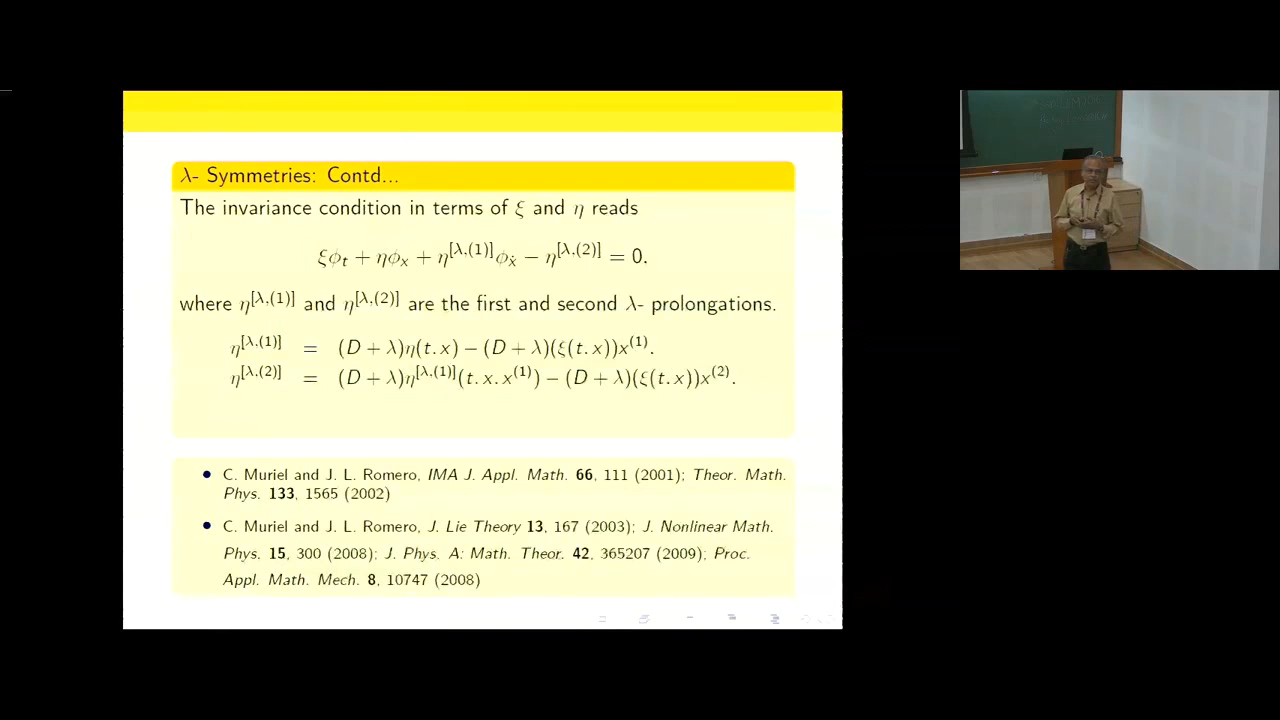 λ- Symmetries: Contd...
The invariance condition in terms of ξ and η reads
ξϕ_t + ηϕ_x + η^{[λ,(1)]}ϕ_ẋ − η^{[λ,(2)]} = 0,
where η^{[λ,(1)]} and η^{[λ,(2)]} are the first and second λ- prolongations.
η^{[λ,(1)]} = (D + λ)η(t, x) − (D + λ)(ξ(t, x))x^{(1)},
η^{[λ,(2)]} = (D + λ)η^{[λ,(1)]}(t, x, x^{(1)}) − (D + λ)(ξ(t, x))x^{(2)}.
• C. Muriel and J. L. Romero, IMA J. Appl. Math. 66, 111 (2001); Theor. Math.
Phys. 133, 1565 (2002)
• C. Muriel and J. L. Romero, J. Lie Theory 13, 167 (2003); J. Nonlinear Math.
Phys. 15, 300 (2008); J. Phys. A: Math. Theor. 42, 365207 (2009); Proc.
Appl. Math. Mech. 8, 10747 (2008)